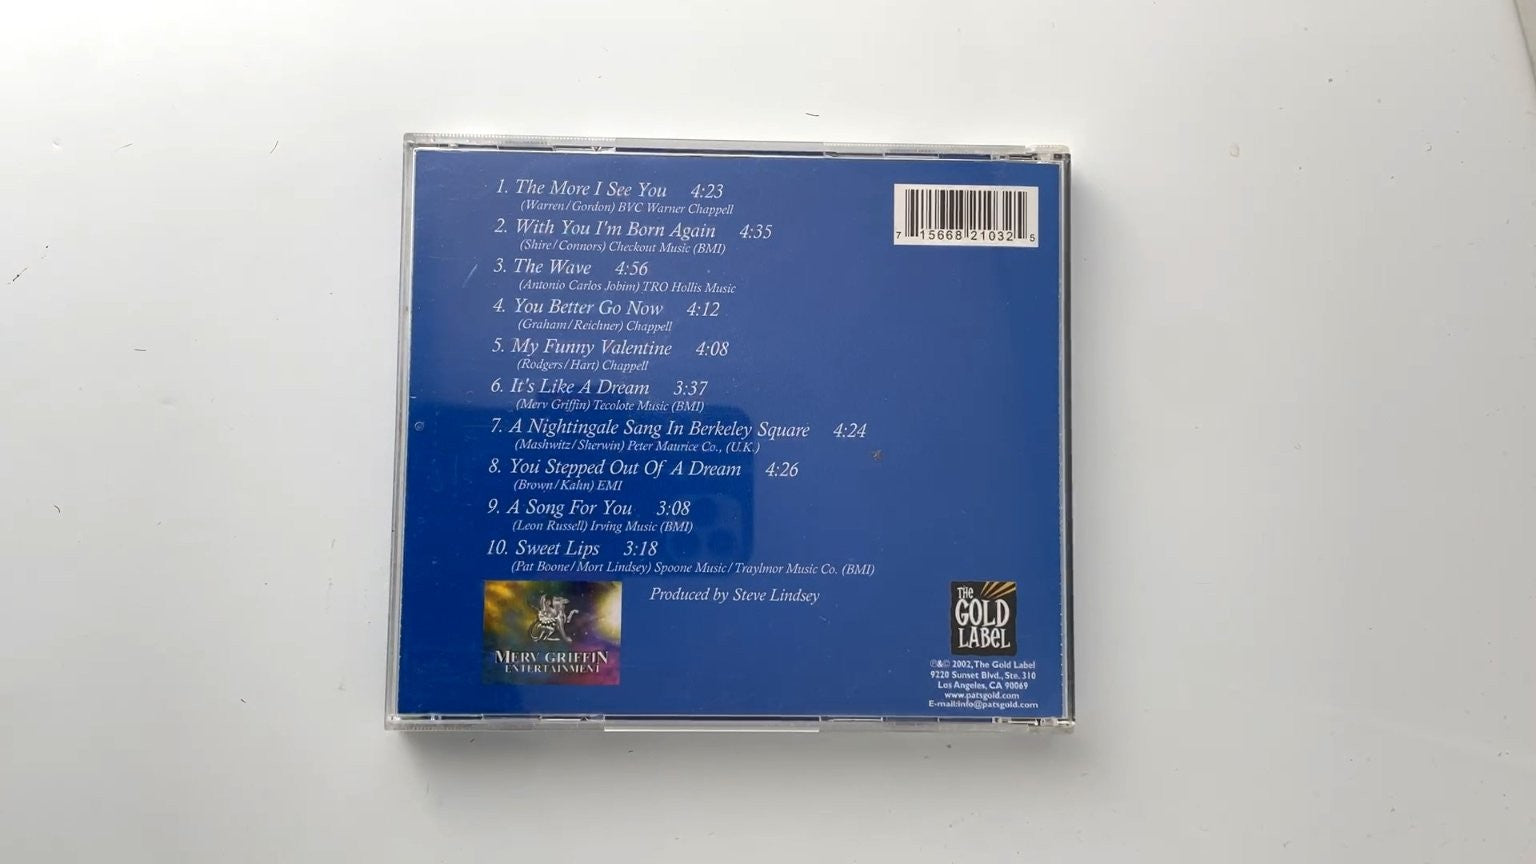 1. The More I See You 4:23
(Warren/Gordon) BVC Warner Chappell
2. With You I'm Born Again 4:35
(Shire/Connors) Checkout Music (BMI)
3. The Wave 4:56
(Antonio Carlos Jobim) TRO Hollis Music
4. You Better Go Now 4:12
(Graham/Reichner) Chappell
5. My Funny Valentine 4:08
(Rodgers/Hart) Chappell
6. It's Like A Dream 3:37
(Merv Griffin) Tecolote Music (BMI)
7. A Nightingale Sang In Berkeley Square 4:24
(Mashwitz/Sherwin) Peter Maurice Co., (U.K.)
8. You Stepped Out Of A Dream 4:26
(Brown/Kahn) EMI
9. A Song For You 3:08
(Leon Russell) Irving Music (BMI)
10. Sweet Lips 3:18
(Pat Boone/Mort Lindsey) Spoone Music/Traylmor Music Co. (BMI)
Produced by Steve Lindsey
MERV GRIFFIN
ENTERTAINMENT
7 15668 21032 5
THE
GOLD
LABEL
℗&© 2002, The Gold Label
9220 Sunset Blvd., Ste. 310
Los Angeles, CA 90069
www.patsgold.com
E-mail:info@patsgold.com